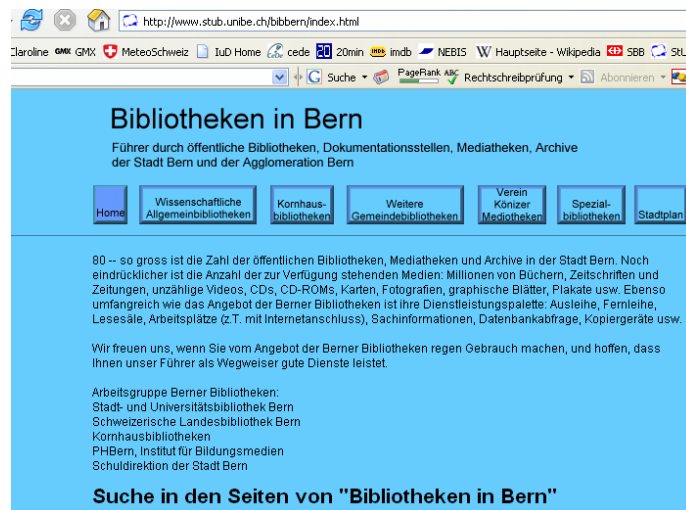 http://www.stub.unibe.ch/bibbern/index.html
Claroline GMX GMX MeteoSchweiz IuD Home cede 20 20min imdb NEBIS W Hauptseite - Wikipedia SBB StL
G Suche PageRank ABC Rechtschreibprüfung Abonnieren
Bibliotheken in Bern
Führer durch öffentliche Bibliotheken, Dokumentationsstellen, Mediatheken, Archive
der Stadt Bern und der Agglomeration Bern
Home
Wissenschaftliche
Allgemeinbibliotheken
Kornhaus-
bibliotheken
Weitere
Gemeindebibliotheken
Verein
Könizer
Mediotheken
Spezial-
bibliotheken
Stadtplan
80 -- so gross ist die Zahl der öffentlichen Bibliotheken, Mediatheken und Archive in der Stadt Bern. Noch
eindrücklicher ist die Anzahl der zur Verfügung stehenden Medien: Millionen von Büchern, Zeitschriften und
Zeitungen, unzählige Videos, CDs, CD-ROMs, Karten, Fotografien, graphische Blätter, Plakate usw. Ebenso
umfangreich wie das Angebot der Berner Bibliotheken ist ihre Dienstleistungspalette: Ausleihe, Fernleihe,
Lesesäle, Arbeitsplätze (z.T. mit Internetanschluss), Sachinformationen, Datenbankabfrage, Kopiergeräte usw.
Wir freuen uns, wenn Sie vom Angebot der Berner Bibliotheken regen Gebrauch machen, und hoffen, dass
Ihnen unser Führer als Wegweiser gute Dienste leistet.
Arbeitsgruppe Berner Bibliotheken:
Stadt- und Universitätsbibliothek Bern
Schweizerische Landesbibliothek Bern
Kornhausbibliotheken
PHBern, Institut für Bildungsmedien
Schuldirektion der Stadt Bern
Suche in den Seiten von "Bibliotheken in Bern"